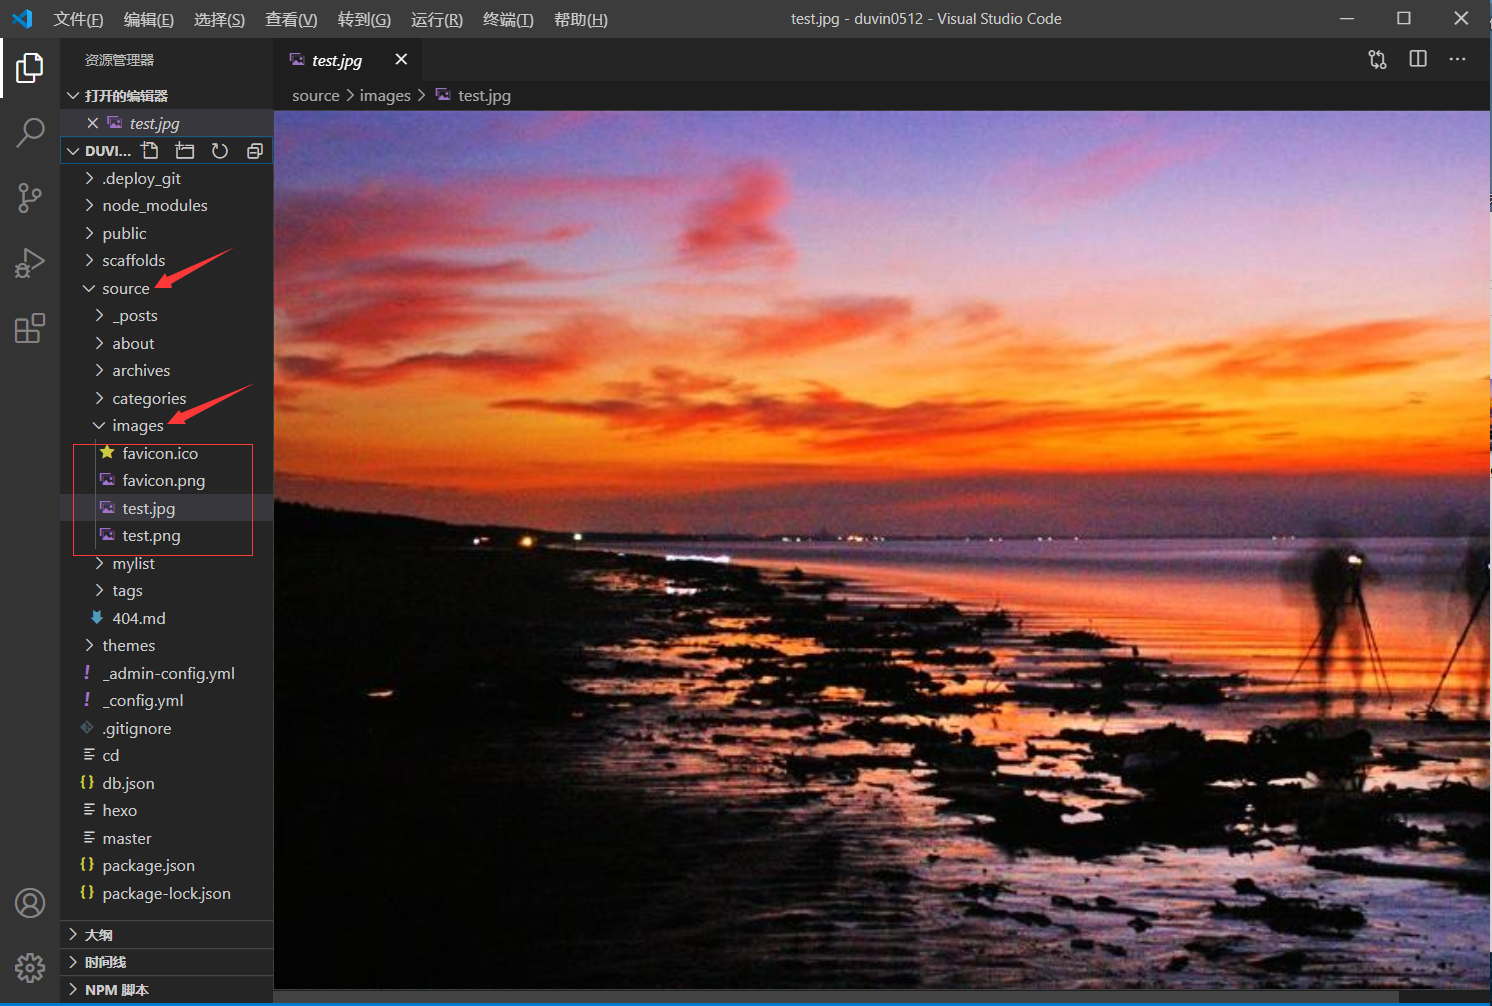 文件(F) 编辑(E) 选择(S) 查看(V) 转到(G) 运行(R) 终端(T) 帮助(H) test.jpg - duvin0512 - Visual Studio Code
资源管理器
test.jpg
打开的编辑器
source > images > test.jpg
test.jpg
DUVI...
.deploy_git
node_modules
public
scaffolds
source
_posts
about
archives
categories
images
favicon.ico
favicon.png
test.jpg
test.png
mylist
tags
404.md
themes
_admin-config.yml
_config.yml
.gitignore
cd
db.json
hexo
master
package.json
package-lock.json
大纲
时间线
NPM 脚本